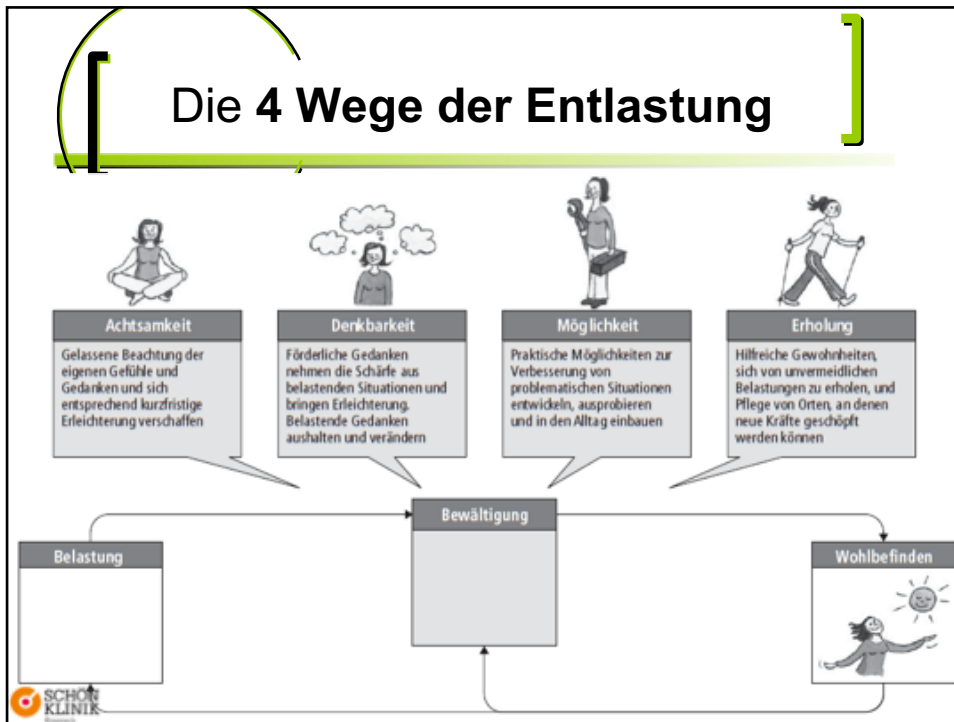 Die 4 Wege der Entlastung
Achtsamkeit
Gelassene Beachtung der
eigenen Gefühle und
Gedanken und sich
entsprechend kurzfristige
Erleichterung verschaffen
Denkbarkeit
Förderliche Gedanken
nehmen die Schärfe aus
belastenden Situationen und
bringen Erleichterung.
Belastende Gedanken
aushalten und verändern
Möglichkeit
Praktische Möglichkeiten zur
Verbesserung von
problematischen Situationen
entwickeln, ausprobieren
und in den Alltag einbauen
Erholung
Hilfreiche Gewohnheiten,
sich von unvermeidlichen
Belastungen zu erholen, und
Pflege von Orten, an denen
neue Kräfte geschöpft
werden können
Belastung
Bewältigung
Wohlbefinden
SCHÖN
KLINIK